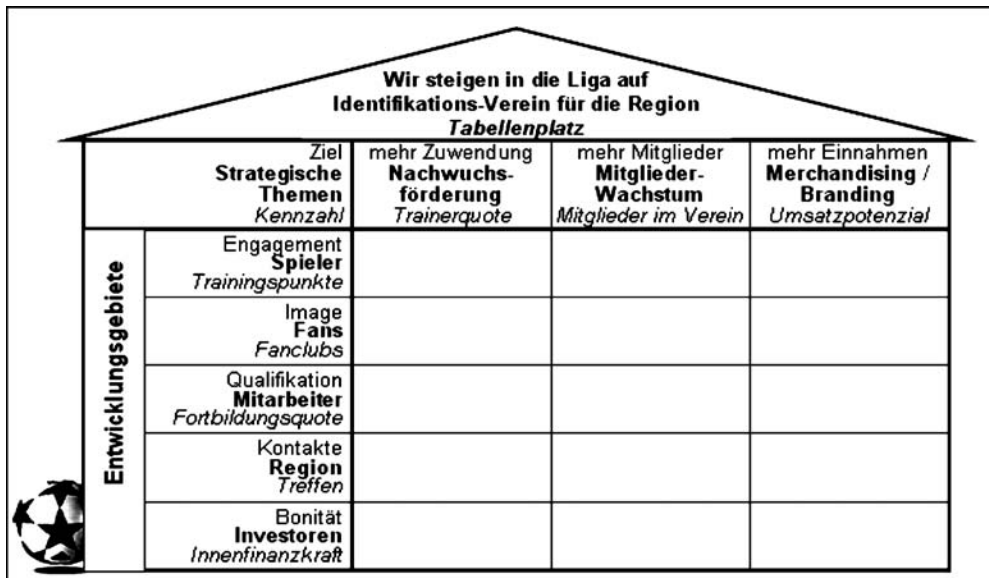 Wir steigen in die Liga auf
Identifikations-Verein für die Region
Tabellenplatz
Ziel
Strategische
Themen
Kennzahl
mehr Zuwendung
Nachwuchs-
förderung
Trainerquote
mehr Mitglieder
Mitglieder-
Wachstum
Mitglieder im Verein
mehr Einnahmen
Merchandising /
Branding
Umsatzpotenzial
Entwicklungsgebiete
Engagement
Spieler
Trainingspunkte
Image
Fans
Fanclubs
Qualifikation
Mitarbeiter
Fortbildungsquote
Kontakte
Region
Treffen
Bonität
Investoren
Innenfinanzkraft